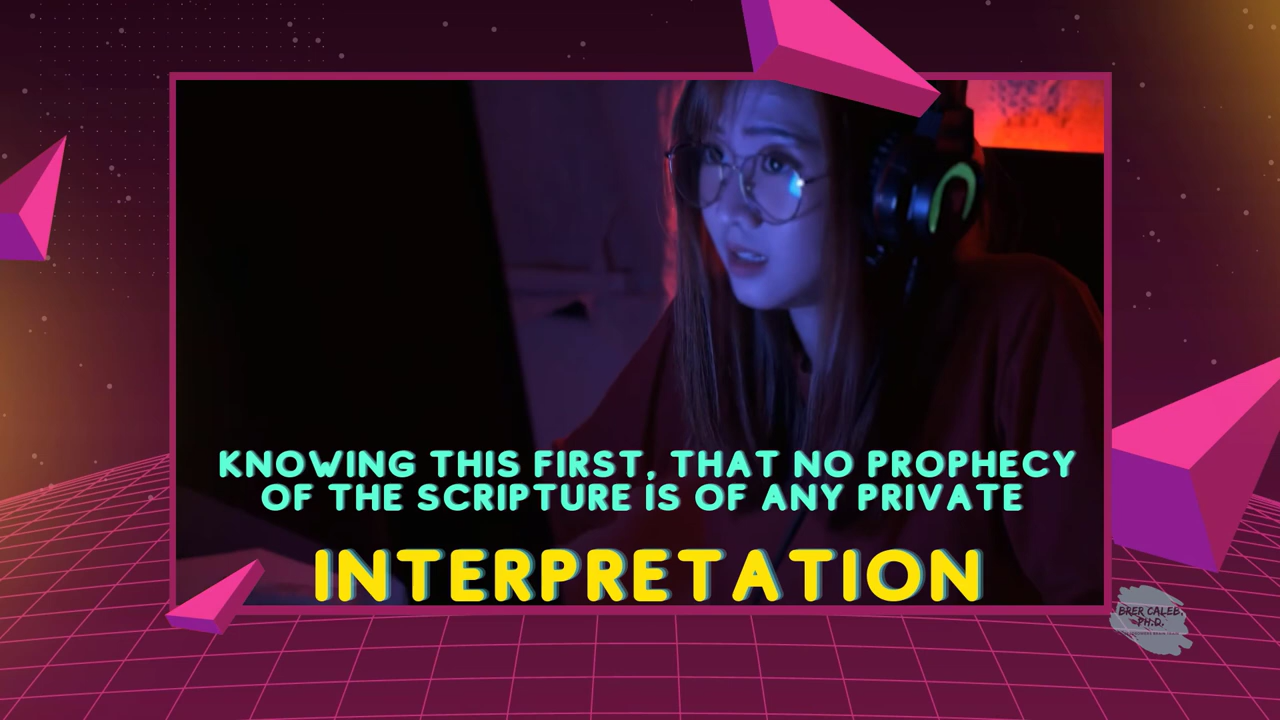 KNOWING THIS FIRST, THAT NO PROPHECY
OF THE SCRIPTURE IS OF ANY PRIVATE
INTERPRETATION
BRER CALEB,
PH.D.